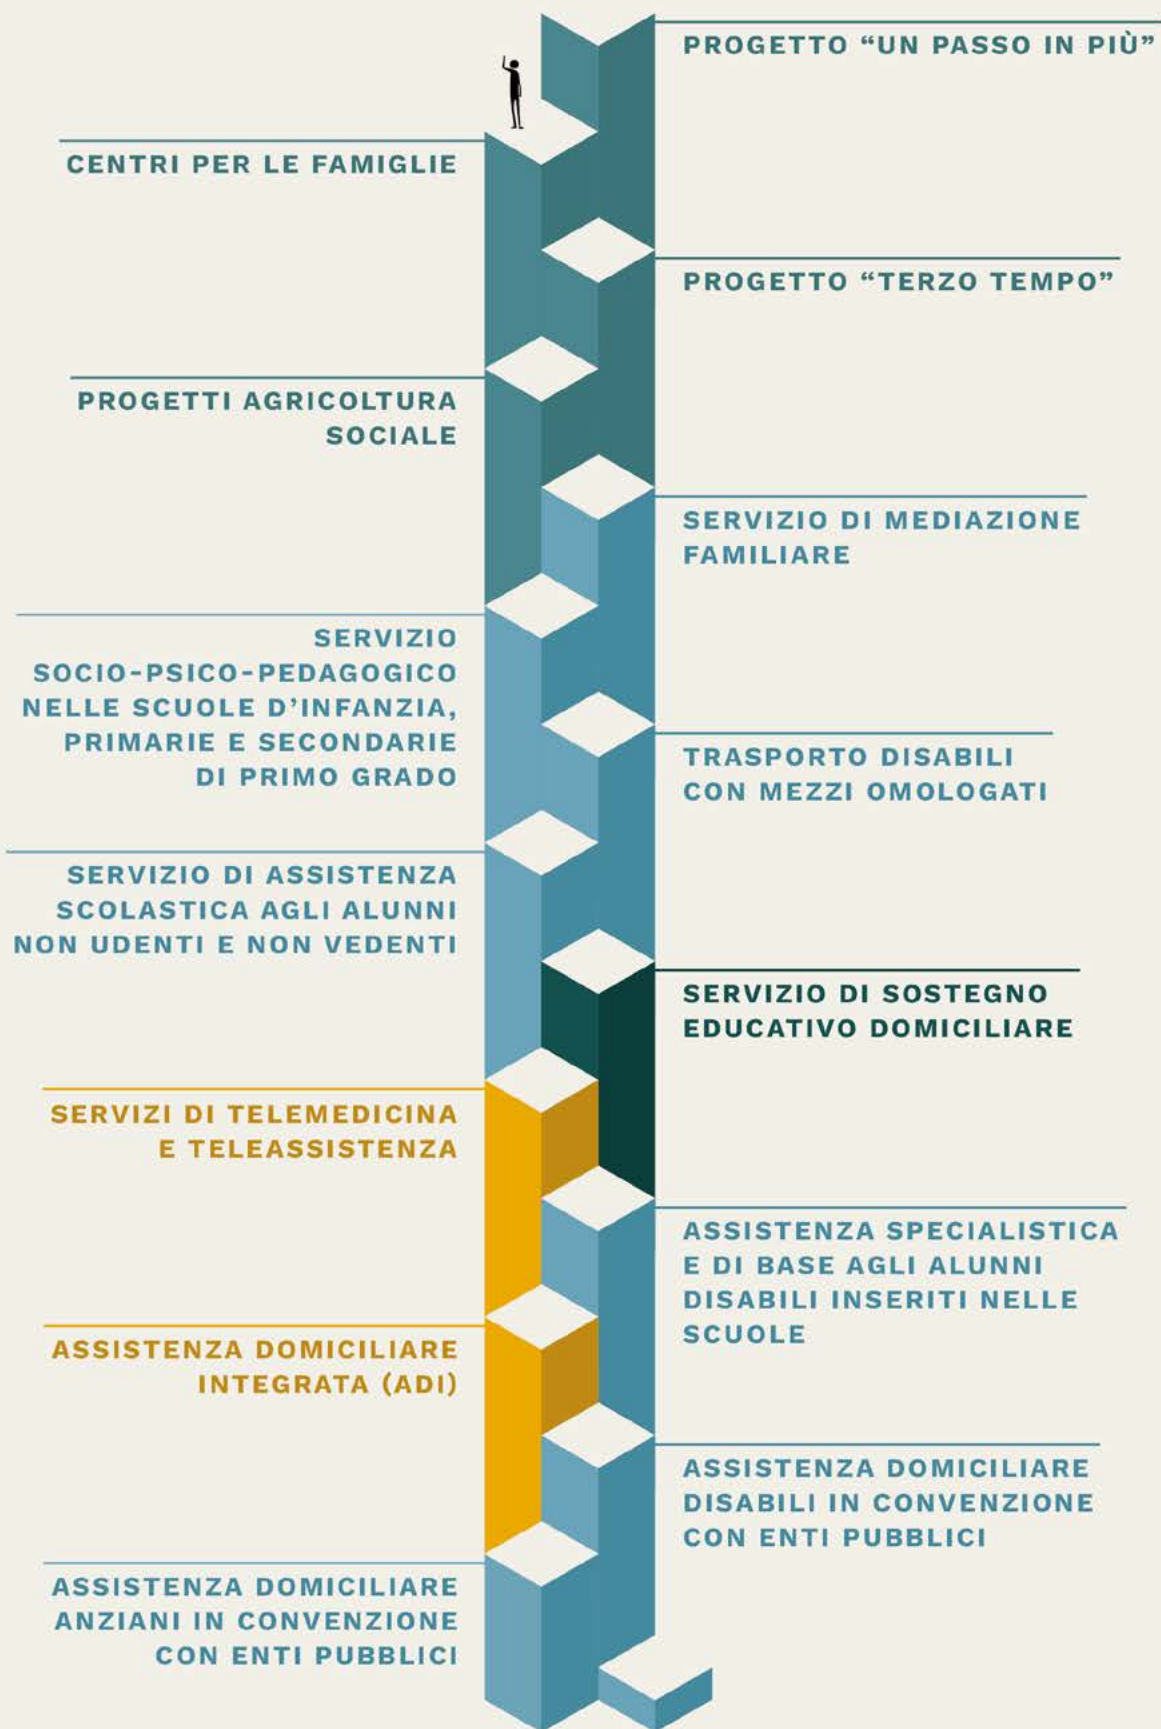 PROGETTO “UN PASSO IN PIÙ”
CENTRI PER LE FAMIGLIE
PROGETTO “TERZO TEMPO”
PROGETTI AGRICOLTURA
SOCIALE
SERVIZIO DI MEDIAZIONE
FAMILIARE
SERVIZIO
SOCIO-PSICO-PEDAGOGICO
NELLE SCUOLE D’INFANZIA,
PRIMARIE E SECONDARIE
DI PRIMO GRADO
TRASPORTO DISABILI
CON MEZZI OMOLOGATI
SERVIZIO DI ASSISTENZA
SCOLASTICA AGLI ALUNNI
NON UDENTI E NON VEDENTI
SERVIZIO DI SOSTEGNO
EDUCATIVO DOMICILIARE
SERVIZI DI TELEMEDICINA
E TELEASSISTENZA
ASSISTENZA SPECIALISTICA
E DI BASE AGLI ALUNNI
DISABILI INSERITI NELLE
SCUOLE
ASSISTENZA DOMICILIARE
INTEGRATA (ADI)
ASSISTENZA DOMICILIARE
DISABILI IN CONVENZIONE
CON ENTI PUBBLICI
ASSISTENZA DOMICILIARE
ANZIANI IN CONVENZIONE
CON ENTI PUBBLICI